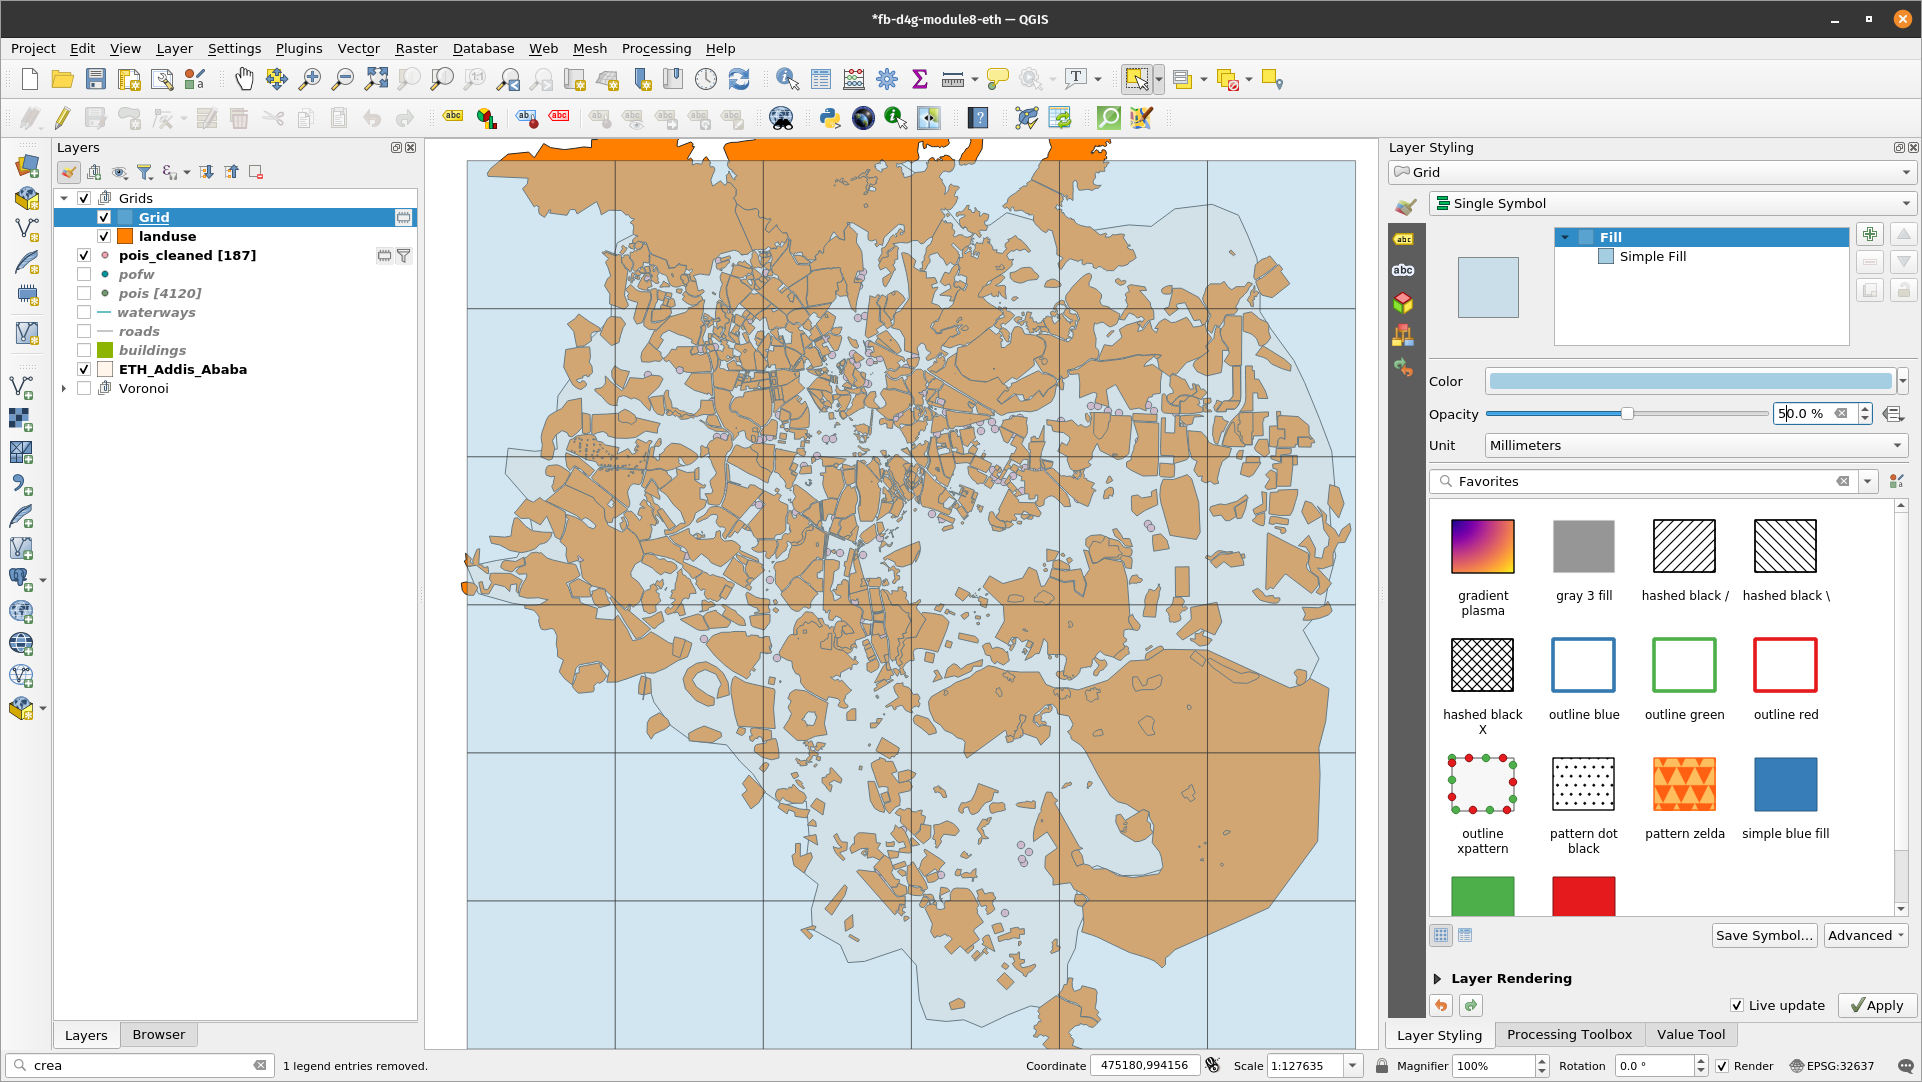 *fb-d4g-module8-eth — QGIS
Project Edit View Layer Settings Plugins Vector Raster Database Web Mesh Processing Help
Layers
Grids
Grid
landuse
pois_cleaned [187]
pofw
pois [4120]
waterways
roads
buildings
ETH_Addis_Ababa
Voronoi
Layers Browser
Layer Styling
Grid
Single Symbol
Fill
Simple Fill
Color
Opacity 50.0 %
Unit Millimeters
Favorites
gradient plasma
gray 3 fill
hashed black /
hashed black \
hashed black X
outline blue
outline green
outline red
outline xpattern
pattern dot black
pattern zelda
simple blue fill
Save Symbol... Advanced
Layer Rendering
Live update Apply
Layer Styling Processing Toolbox Value Tool
crea 1 legend entries removed. Coordinate 475180,994156 Scale 1:127635 Magnifier 100% Rotation 0.0 ° Render EPSG:32637